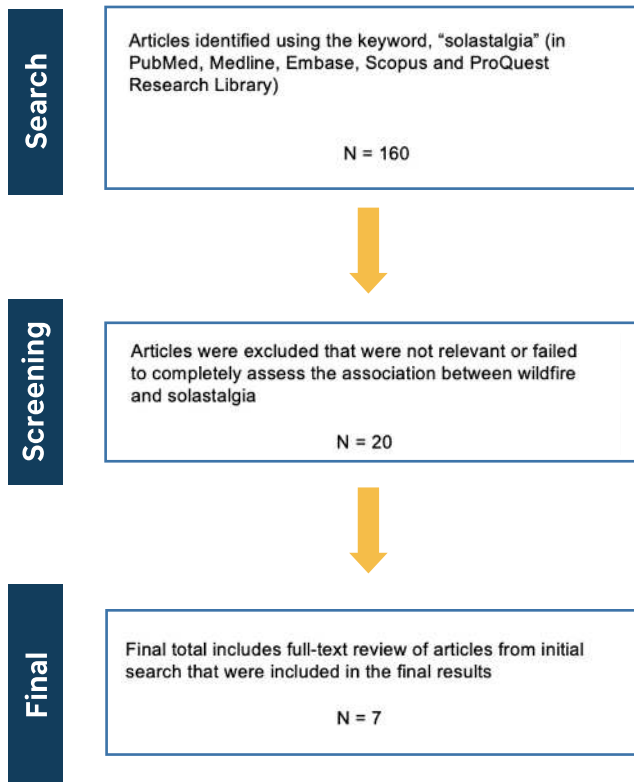 Search
Articles identified using the keyword, “solastalgia” (in
PubMed, Medline, Embase, Scopus and ProQuest
Research Library)
N = 160
Screening
Articles were excluded that were not relevant or failed
to completely assess the association between wildfire
and solastalgia
N = 20
Final
Final total includes full-text review of articles from initial
search that were included in the final results
N = 7